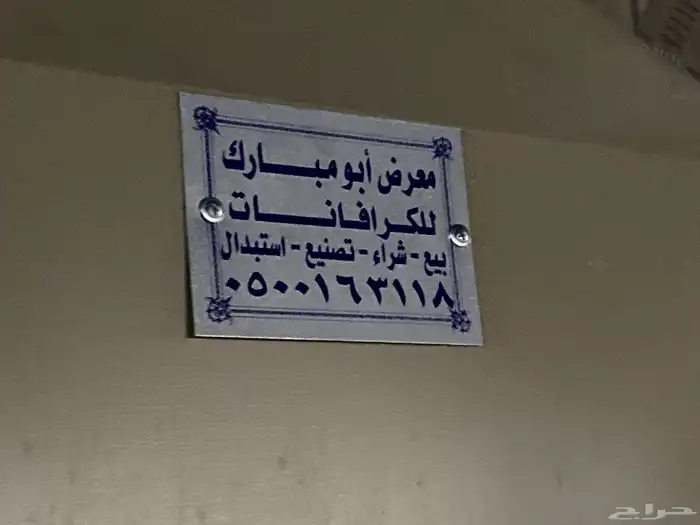 معرض أبو مبارك
للكرافانات
بيع - شراء - تصنيع - استبدال
٠٥٠٠١٦٣١١٨
حراج